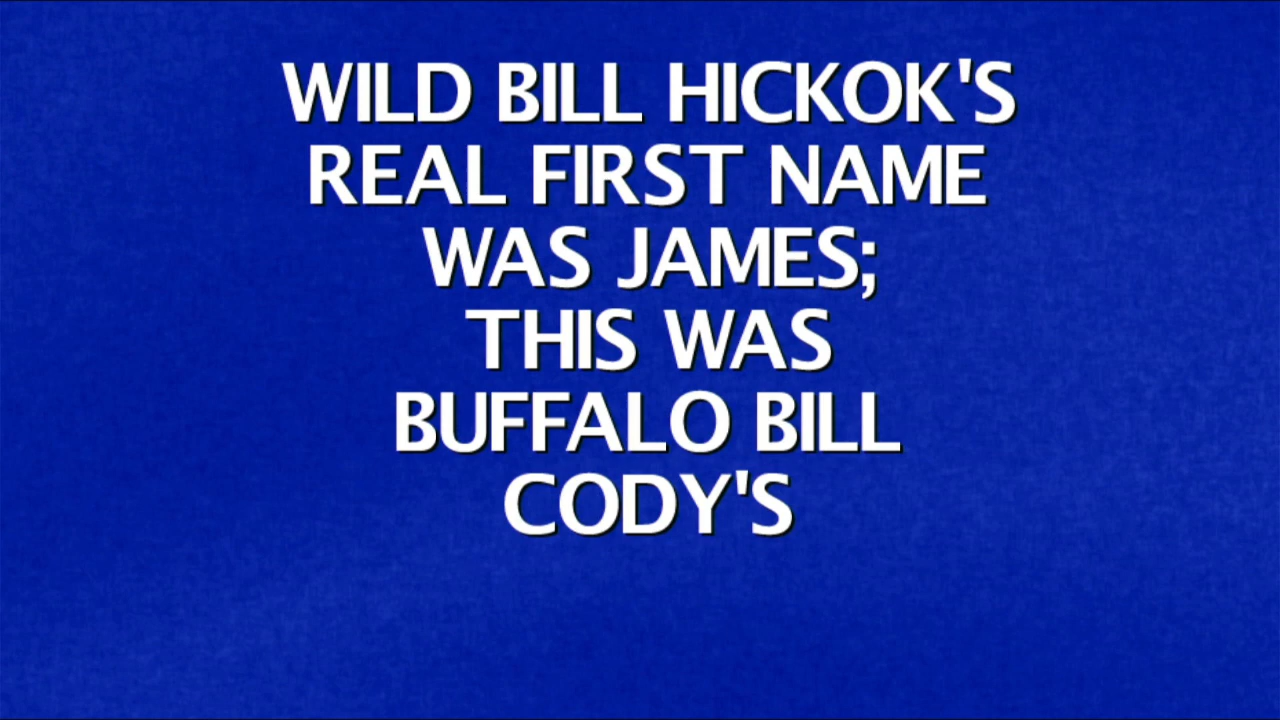 WILD BILL HICKOK'S
REAL FIRST NAME
WAS JAMES;
THIS WAS
BUFFALO BILL
CODY'S